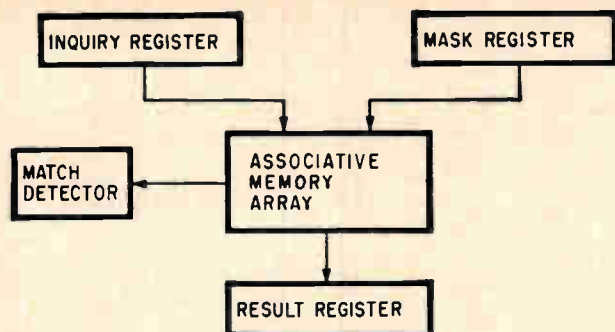 INQUIRY REGISTER
MASK REGISTER
ASSOCIATIVE
MEMORY
ARRAY
MATCH
DETECTOR
RESULT REGISTER